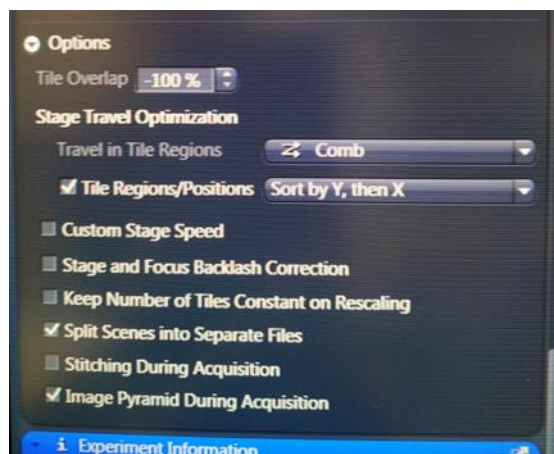 Options
Tile Overlap -100 %
Stage Travel Optimization
Travel in Tile Regions Comb
Tile Regions/Positions Sort by Y, then X
Custom Stage Speed
Stage and Focus Backlash Correction
Keep Number of Tiles Constant on Rescaling
Split Scenes into Separate Files
Stitching During Acquisition
Image Pyramid During Acquisition
i Experiment Information